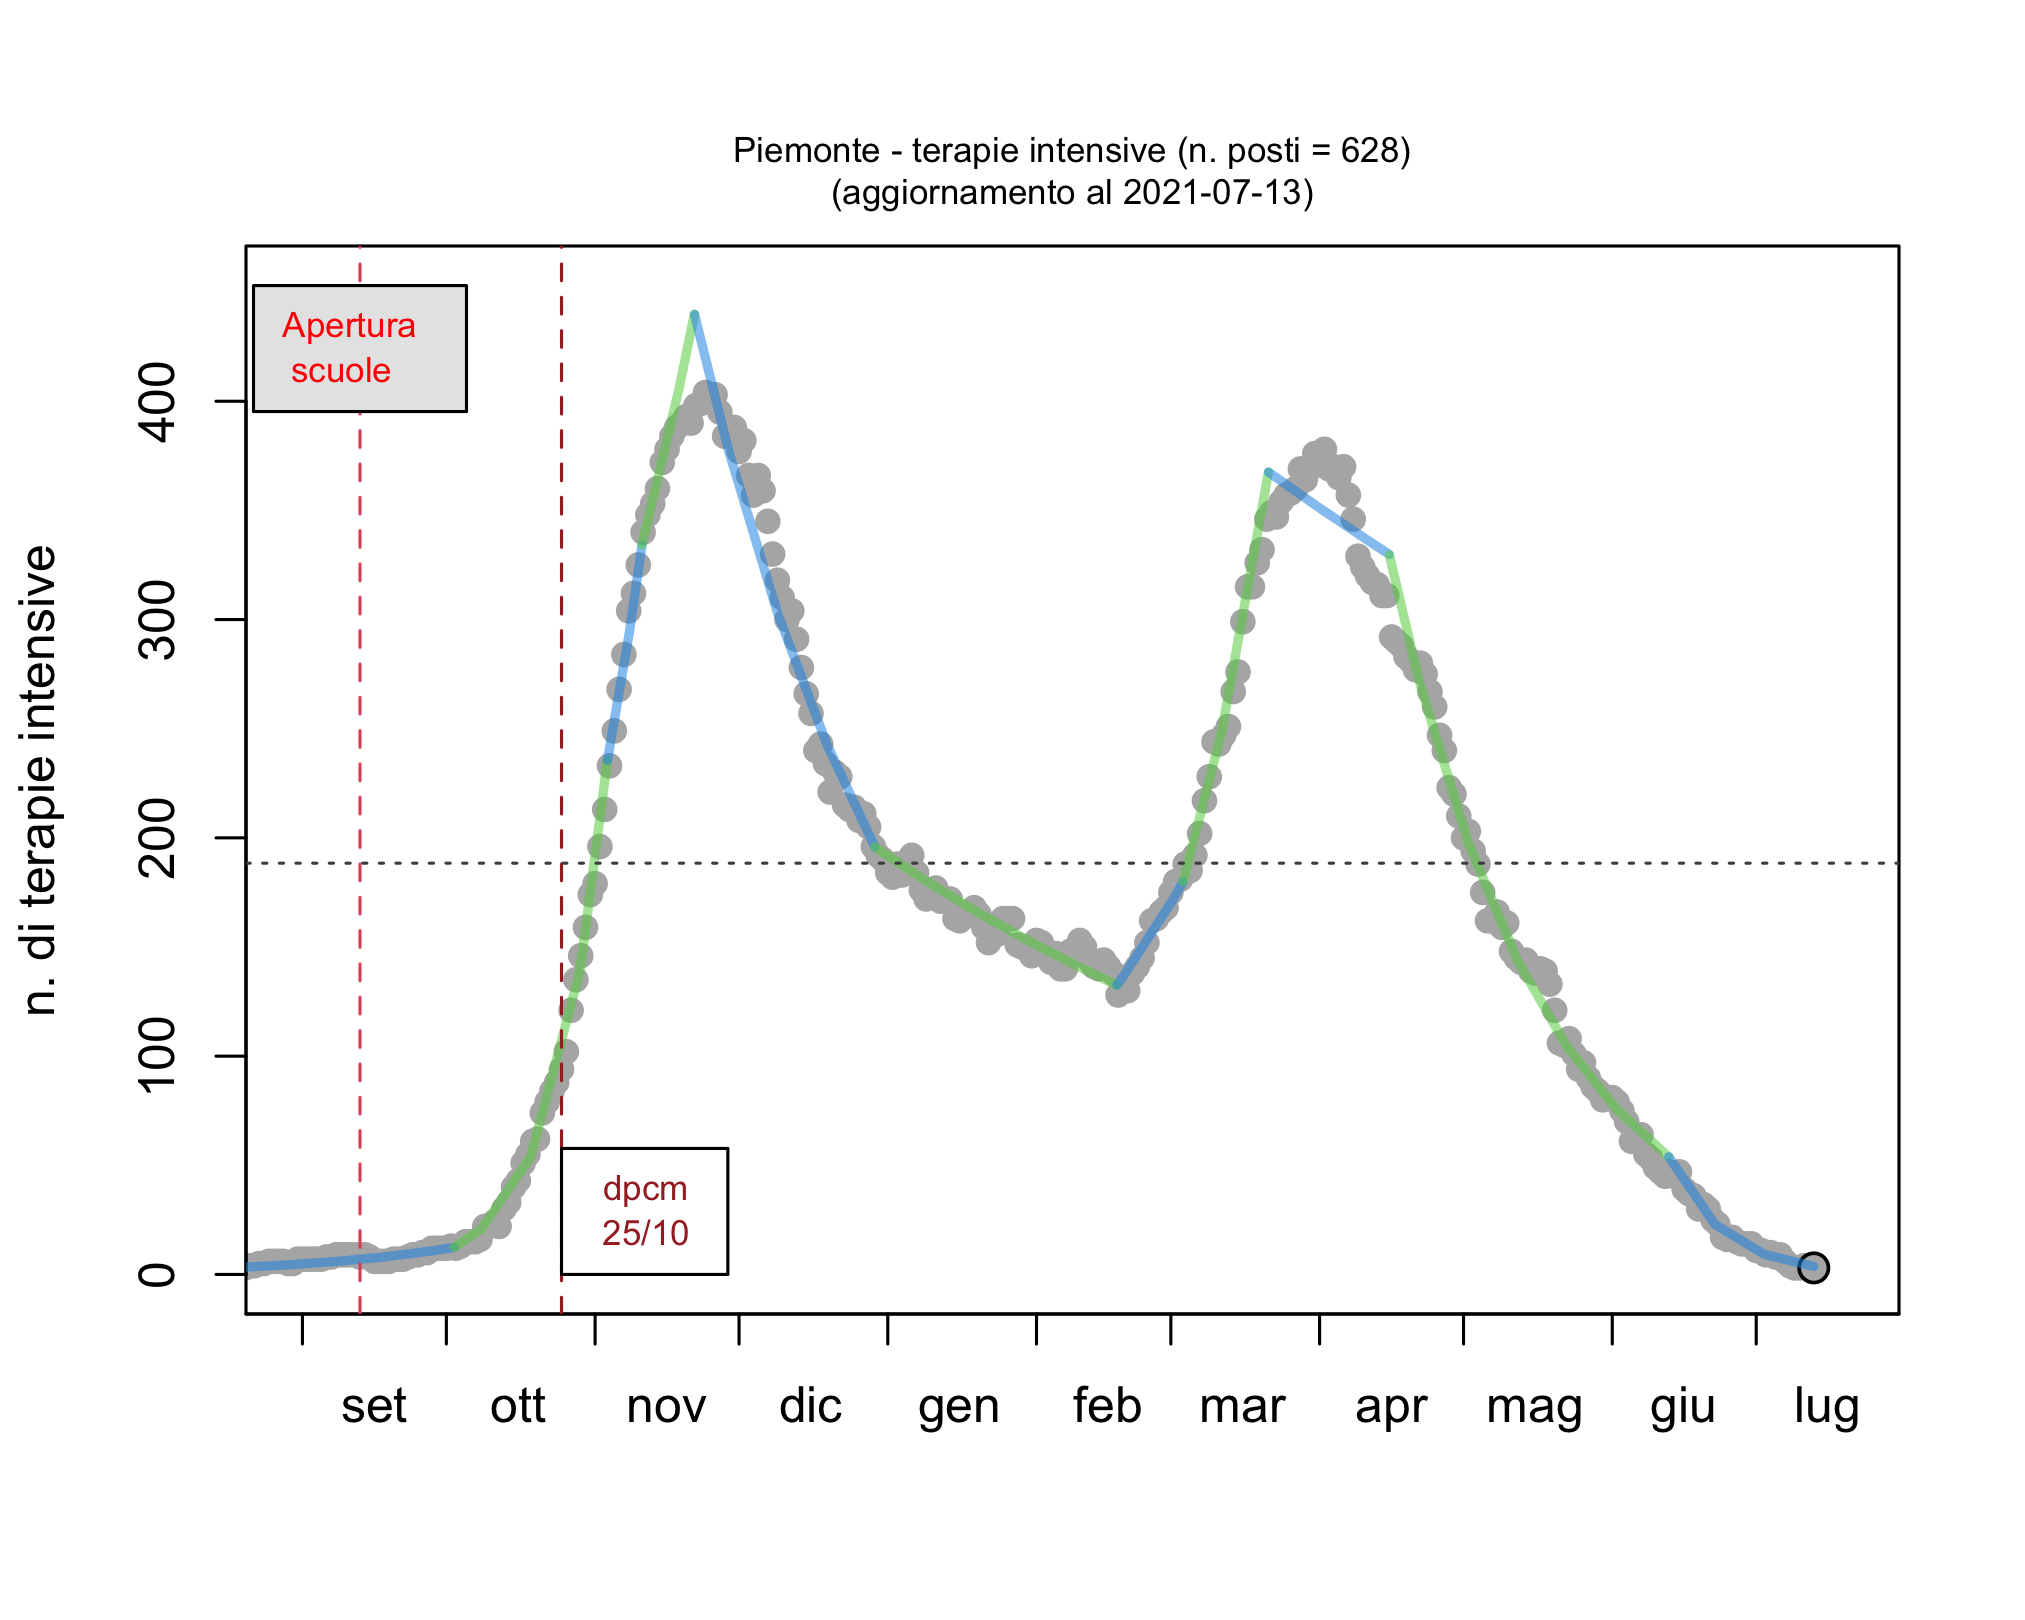 Piemonte - terapie intensive (n. posti = 628)
(aggiornamento al 2021-07-13)
Apertura
scuole
n. di terapie intensive
400
300
200
100
0
dpcm
25/10
set ott nov dic gen feb mar apr mag giu lug